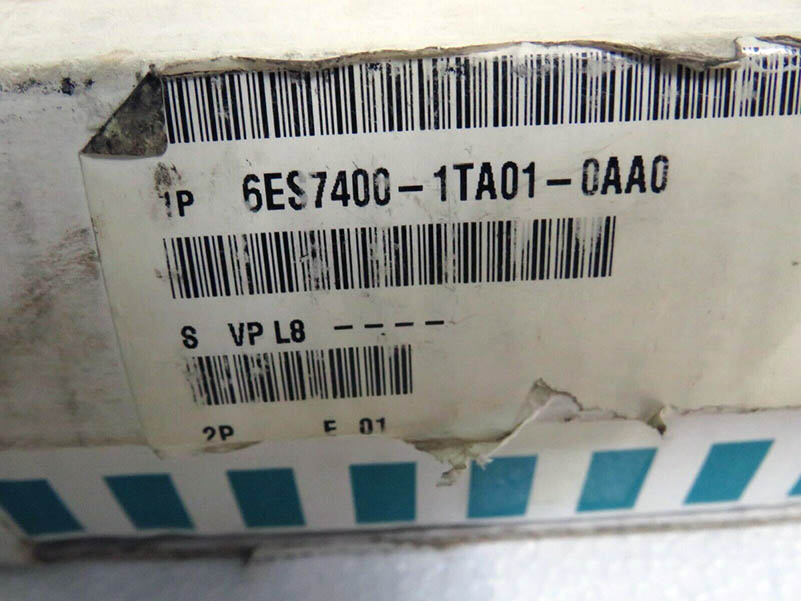 1P 6ES7400-1TA01-0AA0
S VP L8 ----
2P E 01